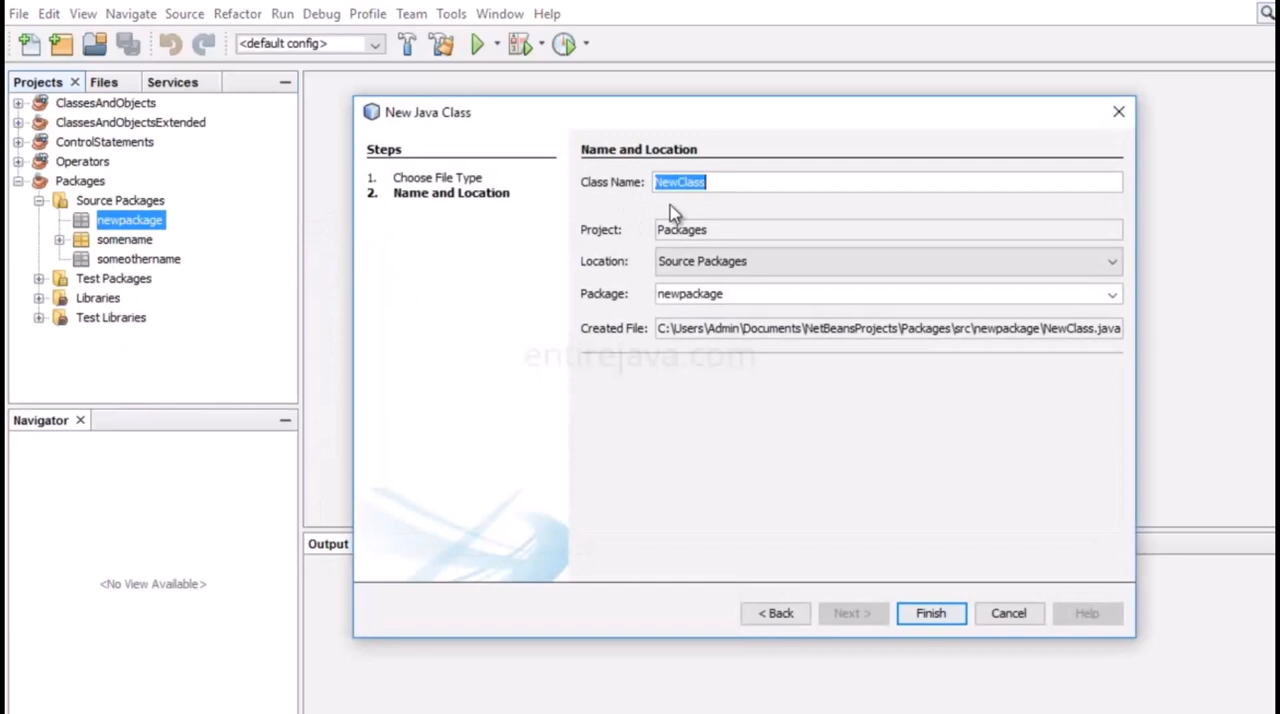 File Edit View Navigate Source Refactor Run Debug Profile Team Tools Window Help
<default config>
Projects Files Services
ClassesAndObjects
ClassesAndObjectsExtended
ControlStatements
Operators
Packages
Source Packages
newpackage
somename
someothername
Test Packages
Libraries
Test Libraries
Navigator
<No View Available>
New Java Class
Steps
1. Choose File Type
2. Name and Location
Name and Location
Class Name: NewClass
Project: Packages
Location: Source Packages
Package: newpackage
Created File: C:\Users\Admin\Documents\NetBeansProjects\Packages\src\newpackage\NewClass.java
entirejava.com
Output
< Back Next > Finish Cancel Help